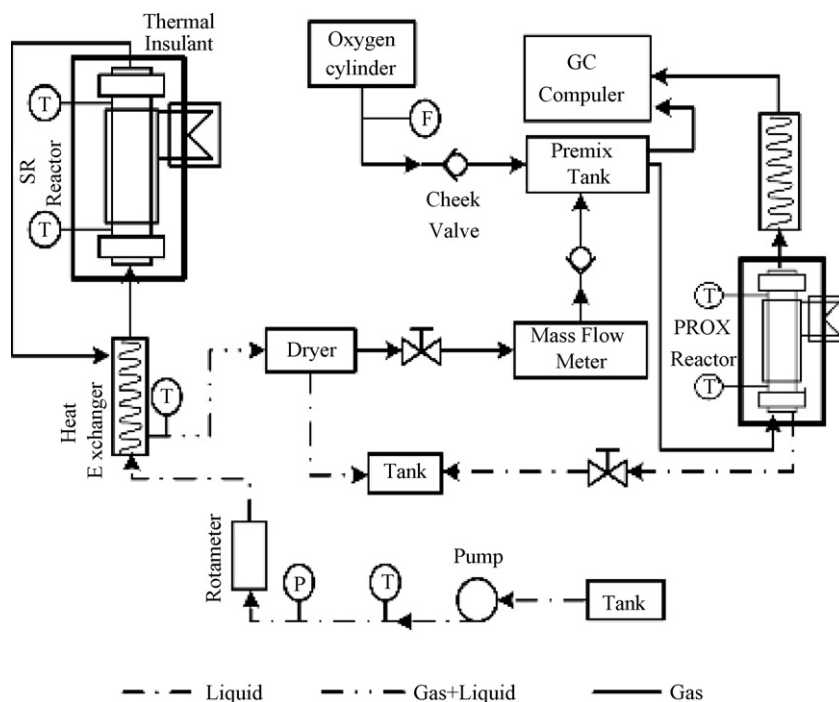 Thermal
Insulant
T
SR
Reactor
T
Oxygen
cylinder
F
GC
Compuler
Premix
Tank
Cheek
Valve
T
PROX
Reactor
T
Mass Flow
Meter
Dryer
Heat
E xchanger
T
Tank
Rotameter
P
T
Pump
Tank
Liquid
Gas+Liquid
Gas